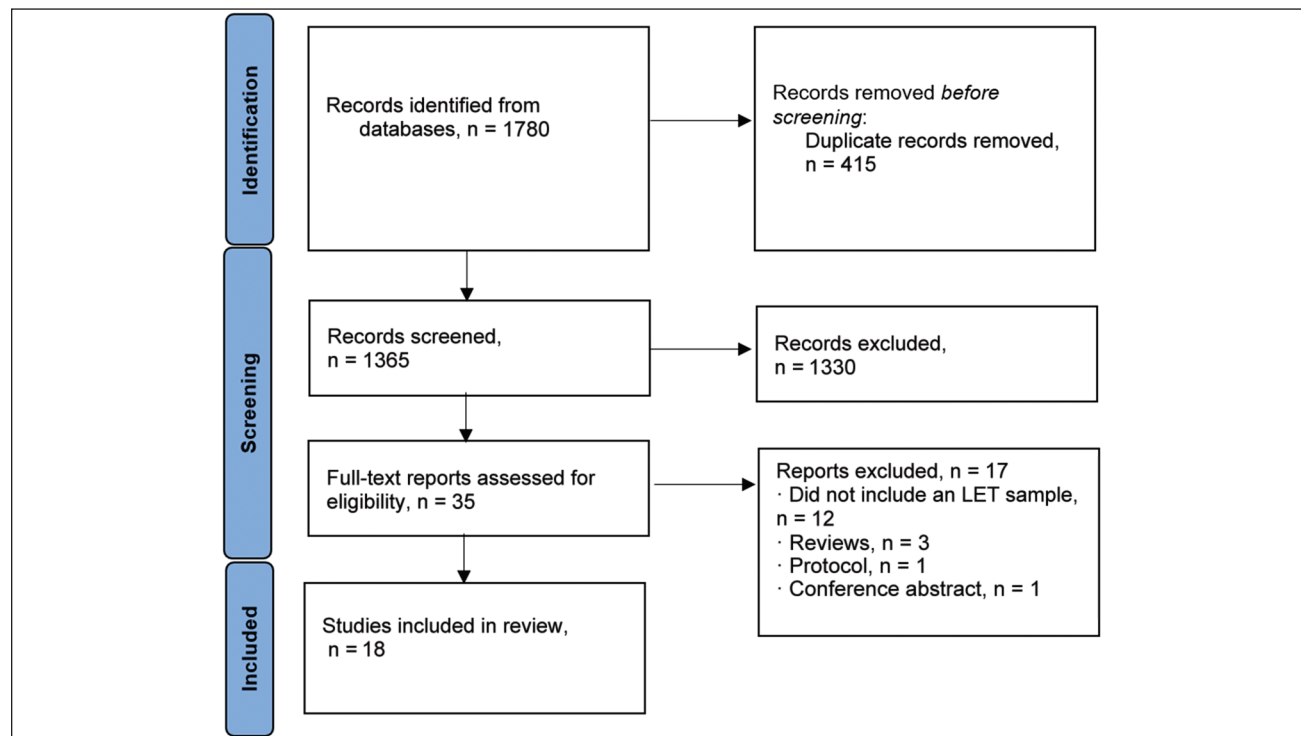 Identification
Records identified from
databases, n = 1780
Records removed before
screening:
Duplicate records removed,
n = 415
Screening
Records screened,
n = 1365
Records excluded,
n = 1330
Full-text reports assessed for
eligibility, n = 35
Reports excluded, n = 17
· Did not include an LET sample,
n = 12
· Reviews, n = 3
· Protocol, n = 1
· Conference abstract, n = 1
Included
Studies included in review,
n = 18